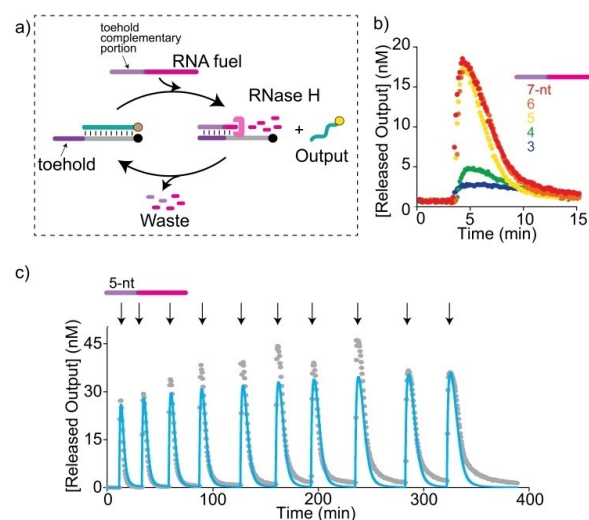 a)
toehold
complementary
portion
RNA fuel
RNase H
+
toehold
Output
Waste
b)
[Released Output] (nM)
20
15
10
5
0
7-nt
6
5
4
3
0 5 10 15
Time (min)
c)
5-nt
[Released Output] (nM)
45
30
15
0
0 100 200 300 400
Time (min)